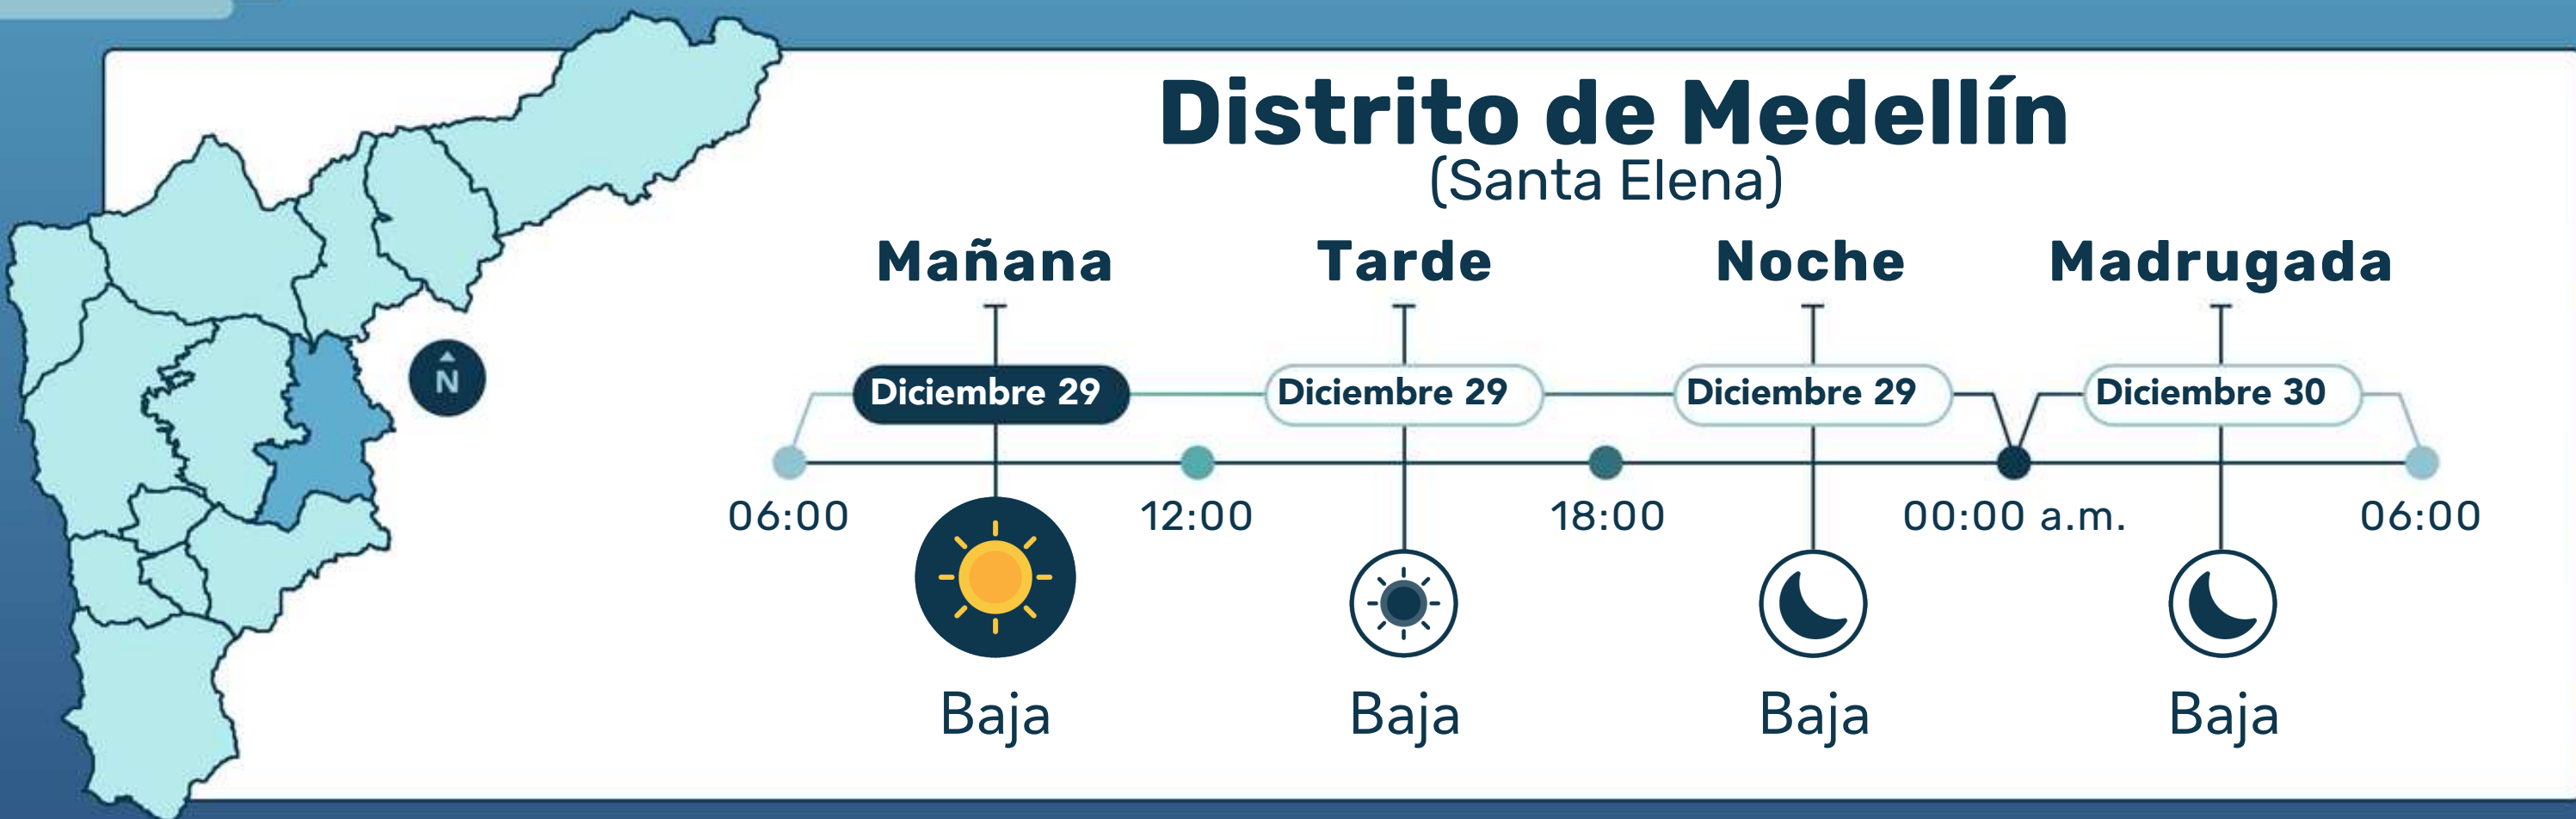 Distrito de Medellín
(Santa Elena)
Mañana Tarde Noche Madrugada
N
Diciembre 29 Diciembre 29 Diciembre 29 Diciembre 30
06:00 12:00 18:00 00:00 a.m. 06:00
Baja Baja Baja Baja